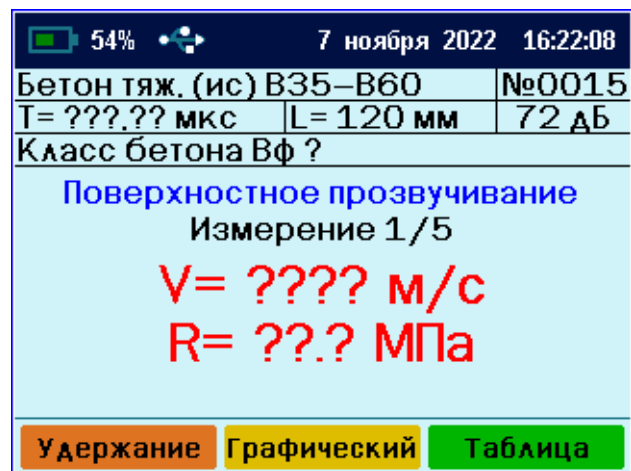 54% 7 ноября 2022 16:22:08
Бетон тяж. (ис) В35–В60 №0015
T= ???.?? мкс L= 120 мм 72 дБ
Класс бетона Вф ?
Поверхностное прозвучивание
Измерение 1/5
V= ???? м/с
R= ??.? МПа
Удержание Графический Таблица